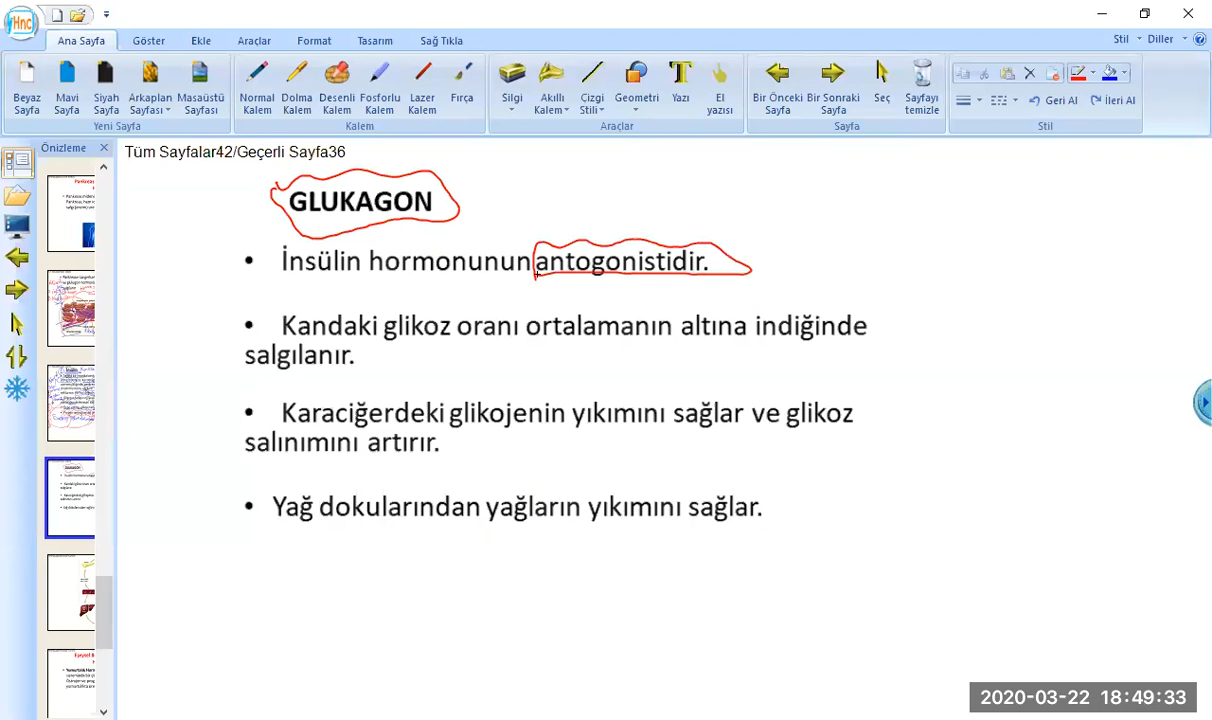 Hnc
Ana Sayfa Göster Ekle Araçlar Format Tasarım Sağ Tıkla Stil Diller
Beyaz Sayfa Mavi Sayfa Siyah Sayfa Arkaplan Sayfası Masaüstü Sayfası Normal Kalem Dolma Kalem Desenli Kalem Fosforlu Kalem Lazer Kalem Fırça Silgi Akıllı Kalem Çizgi Stili Geometri Yazı El yazısı Bir Önceki Sayfa Bir Sonraki Sayfa Seç Sayfayı temizle Geri Al İleri Al
Yeni Sayfa Kalem Araçlar Sayfa Stil
Önizleme
Tüm Sayfalar42/Geçerli Sayfa36
GLUKAGON
• İnsülin hormonunun antogonistidir.
• Kandaki glikoz oranı ortalamanın altına indiğinde
salgılanır.
• Karaciğerdeki glikojenin yıkımını sağlar ve glikoz
salınımını artırır.
• Yağ dokularından yağların yıkımını sağlar.
2020-03-22 18:49:33